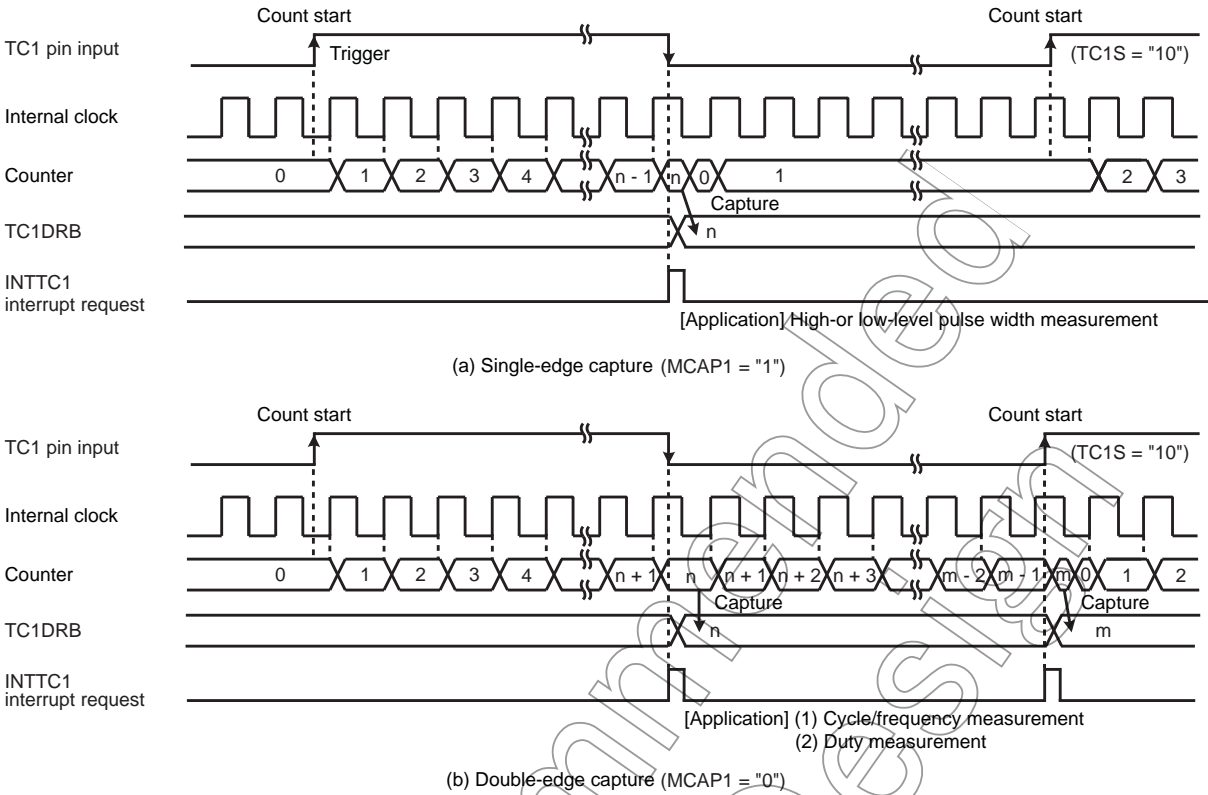 Count start Count start
TC1 pin input Trigger (TC1S = "10")
Internal clock
Counter 0 1 2 3 4 n - 1 n 0 1 2 3
Capture
TC1DRB n
INTTC1
interrupt request
[Application] High-or low-level pulse width measurement
(a) Single-edge capture (MCAP1 = "1")
Count start Count start
TC1 pin input (TC1S = "10")
Internal clock
Counter 0 1 2 3 4 n + 1 n n + 1 n + 2 n + 3 m - 2 m - 1 m 0 1 2
Capture Capture
TC1DRB n m
INTTC1
interrupt request
[Application] (1) Cycle/frequency measurement
(2) Duty measurement
(b) Double-edge capture (MCAP1 = "0")
mmended
esign